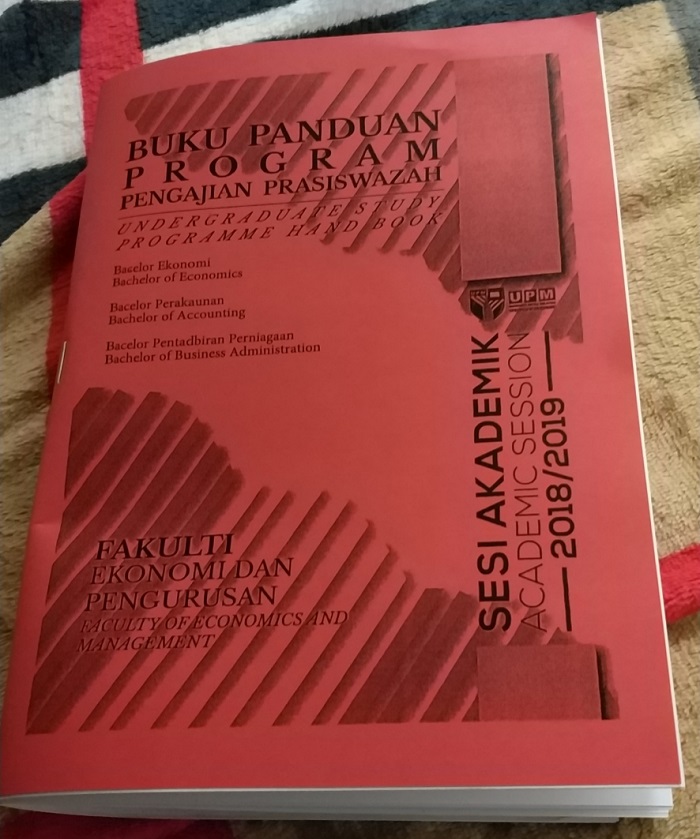 BUKU PANDUAN
PROGRAM
PENGAJIAN PRASISWAZAH
UNDERGRADUATE STUDY
PROGRAMME HAND BOOK
Bacelor Ekonomi
Bachelor of Economics
Bacelor Perakaunan
Bachelor of Accounting
Bacelor Pentadbiran Perniagaan
Bachelor of Business Administration
UPM
SESI AKADEMIK
ACADEMIC SESSION
2018/2019
FAKULTI
EKONOMI DAN
PENGURUSAN
FACULTY OF ECONOMICS AND
MANAGEMENT